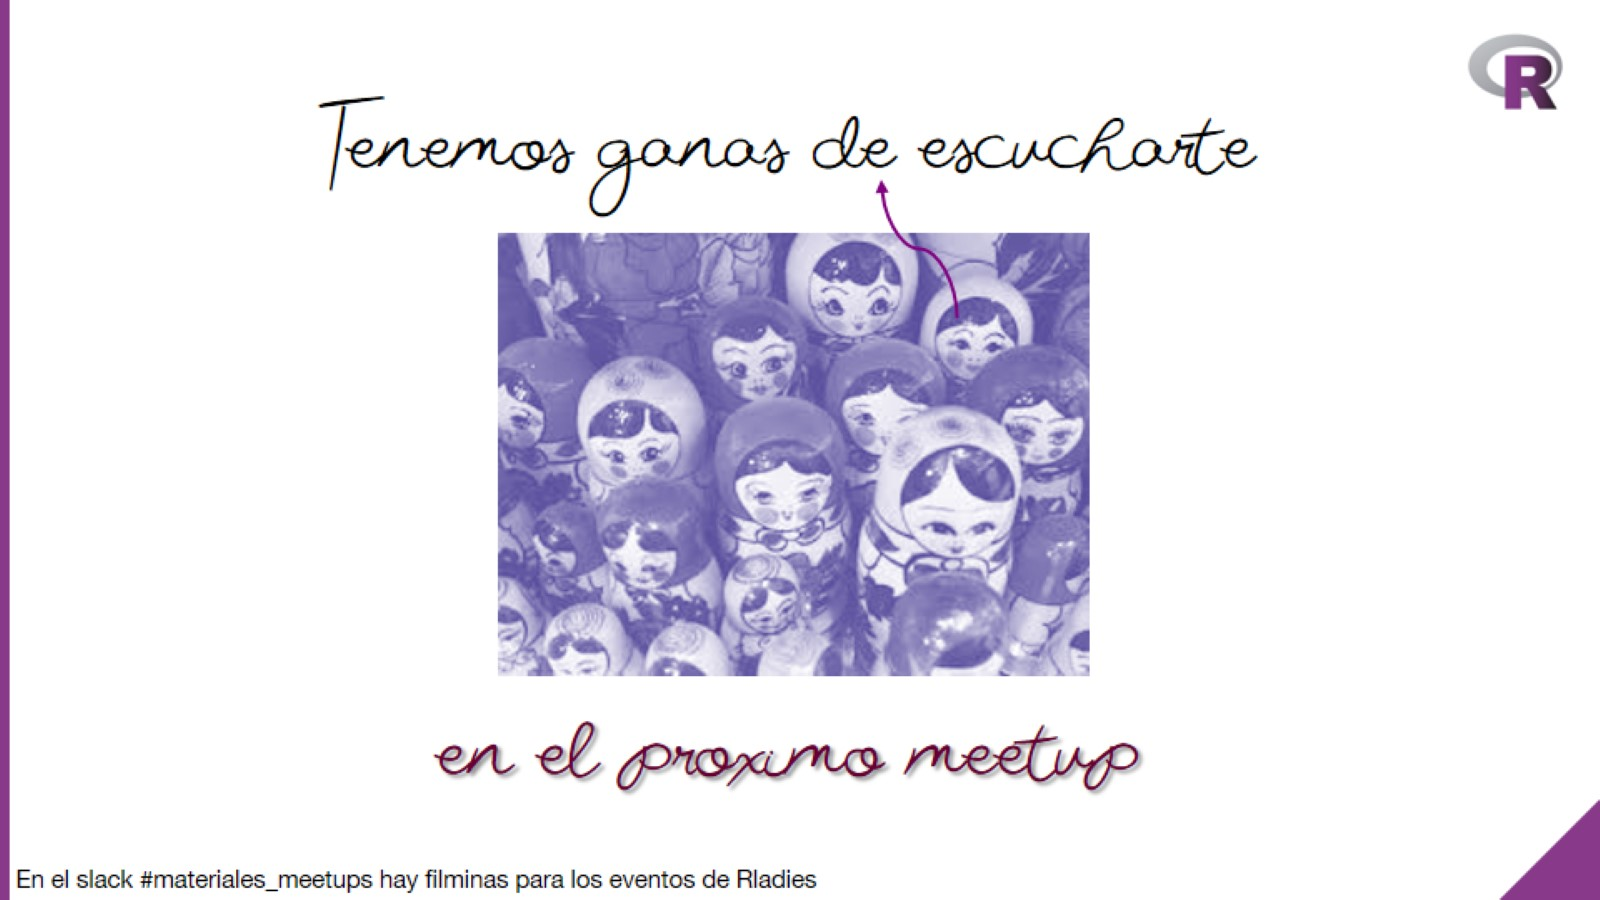 R
Tenemos ganas de escucharte
en el proximo meetup
En el slack #materiales_meetups hay filminas para los eventos de Rladies